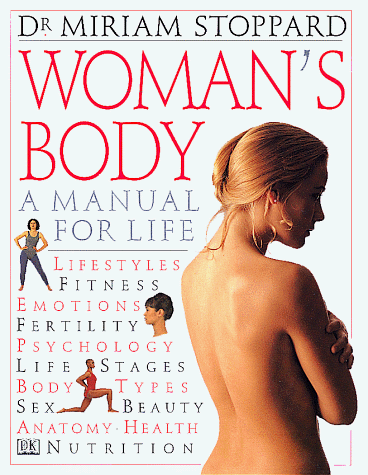 DR MIRIAM STOPPARD
WOMAN'S
BODY
A MANUAL
FOR LIFE
LIFESTYLES
FITNESS
EMOTIONS
FERTILITY
PSYCHOLOGY
LIFE STAGES
BODY TYPES
SEX BEAUTY
ANATOMY·HEALTH
DK NUTRITION